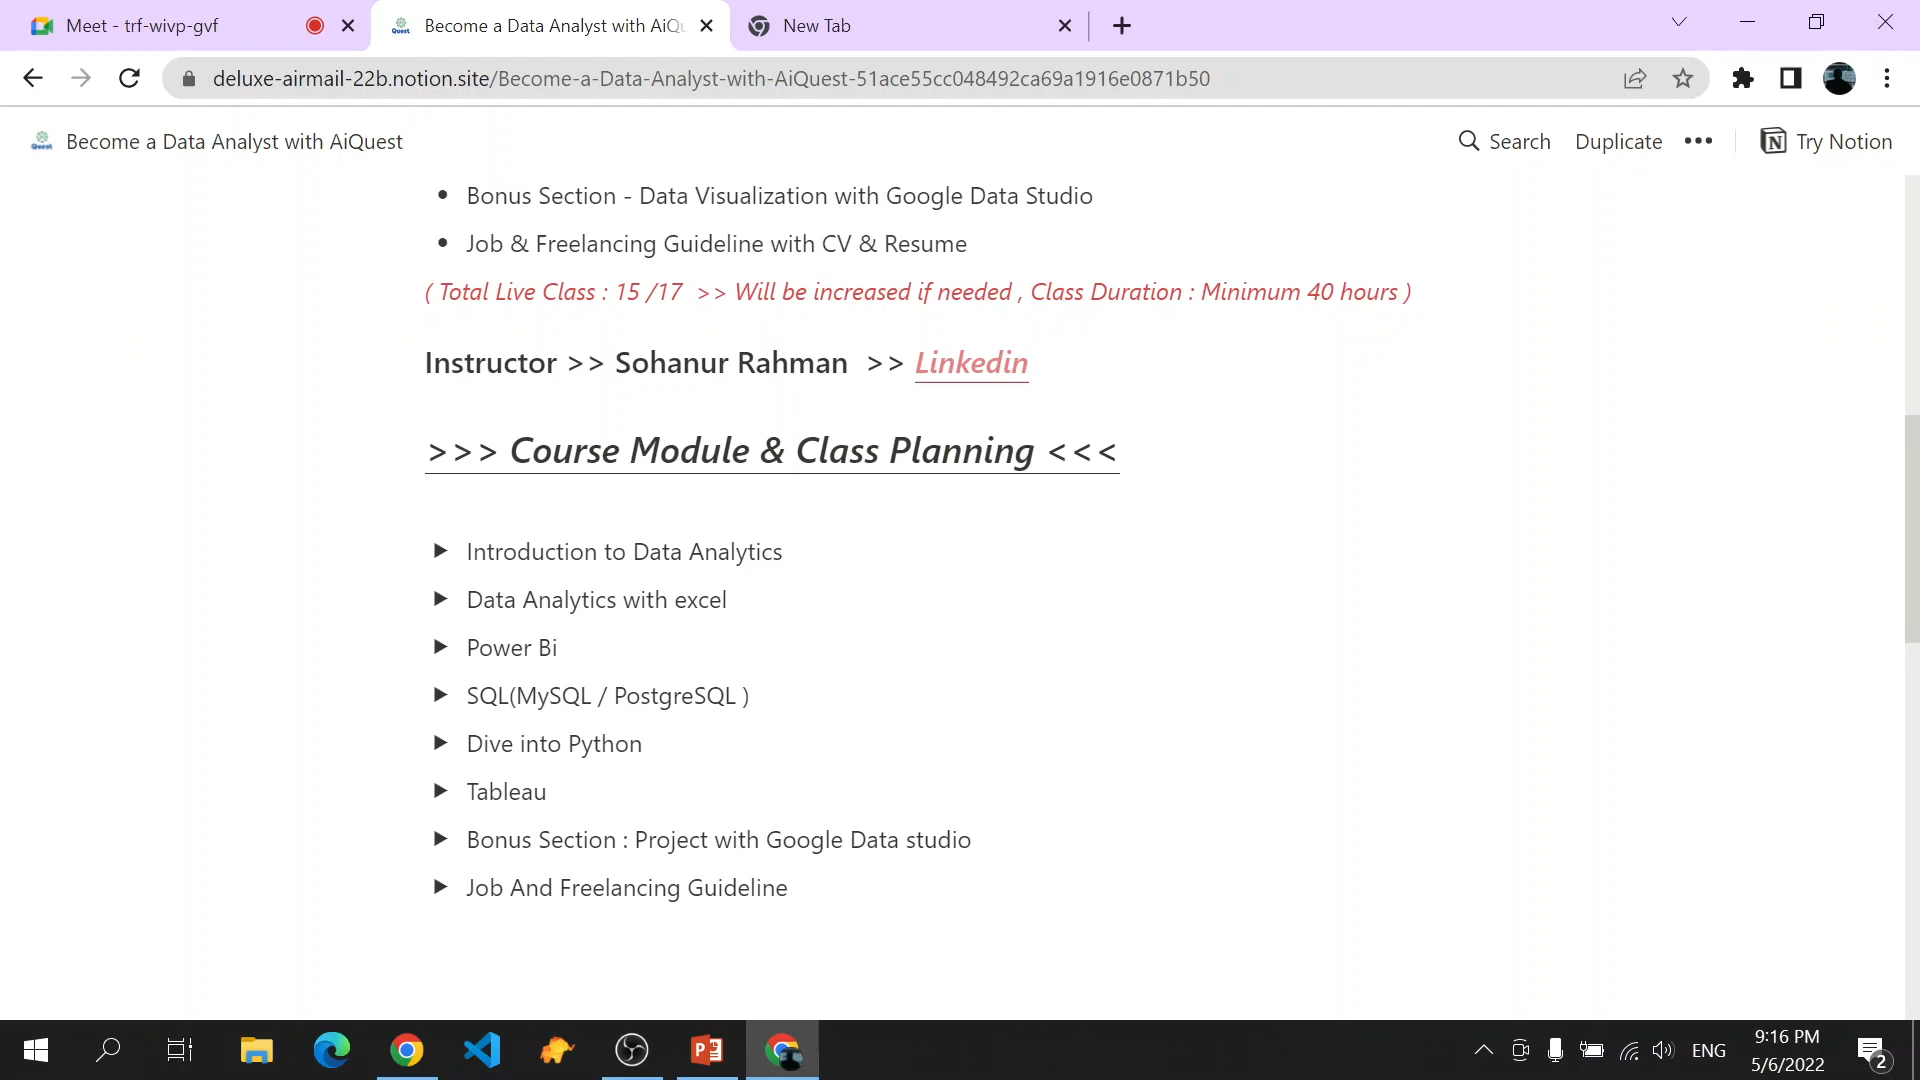 Meet - trf-wivp-gvf
Become a Data Analyst with AiQu
New Tab
deluxe-airmail-22b.notion.site/Become-a-Data-Analyst-with-AiQuest-51ace55cc048492ca69a1916e0871b50
Become a Data Analyst with AiQuest
Search
Duplicate
Try Notion
Bonus Section - Data Visualization with Google Data Studio
Job & Freelancing Guideline with CV & Resume
( Total Live Class : 15 /17 >> Will be increased if needed , Class Duration : Minimum 40 hours )
Instructor >> Sohanur Rahman >> Linkedin
>>> Course Module & Class Planning <<<
Introduction to Data Analytics
Data Analytics with excel
Power Bi
SQL(MySQL / PostgreSQL )
Dive into Python
Tableau
Bonus Section : Project with Google Data studio
Job And Freelancing Guideline
ENG
9:16 PM
5/6/2022
2